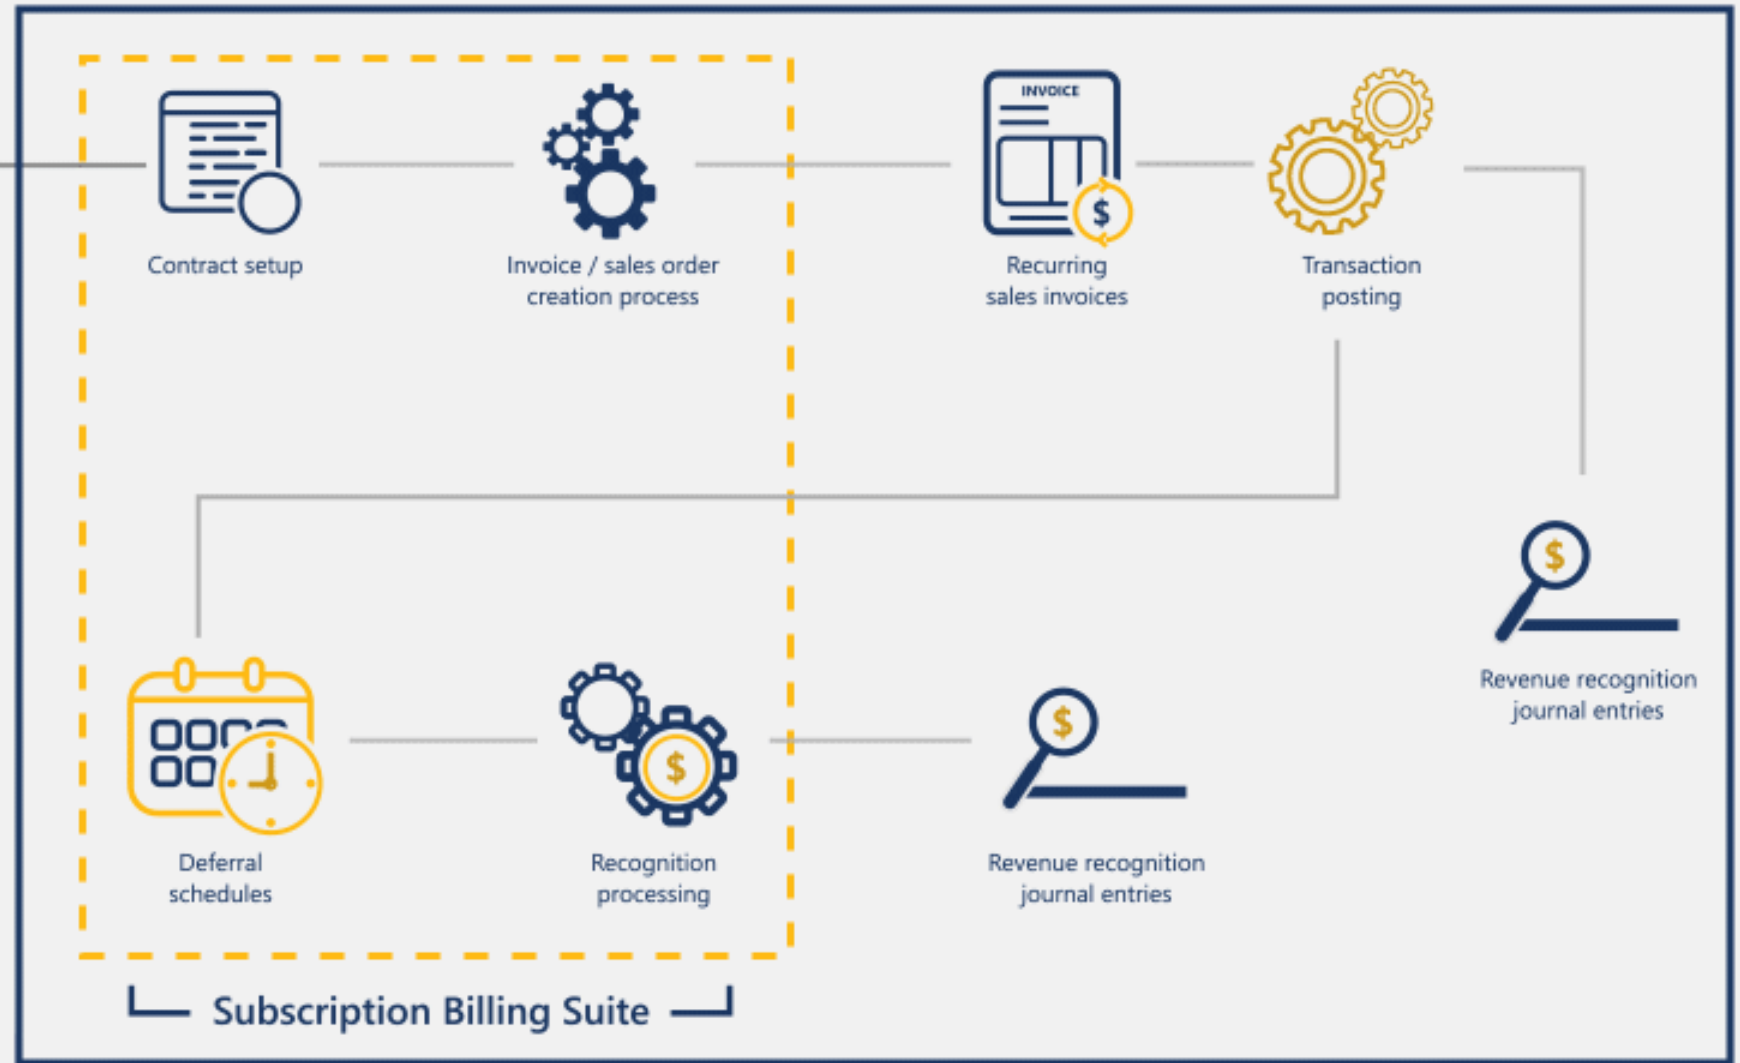 INVOICE
$
Contract setup
Invoice / sales order
creation process
Recurring
sales invoices
Transaction
posting
$
Revenue recognition
journal entries
$
$
Deferral
schedules
Recognition
processing
Revenue recognition
journal entries
Subscription Billing Suite